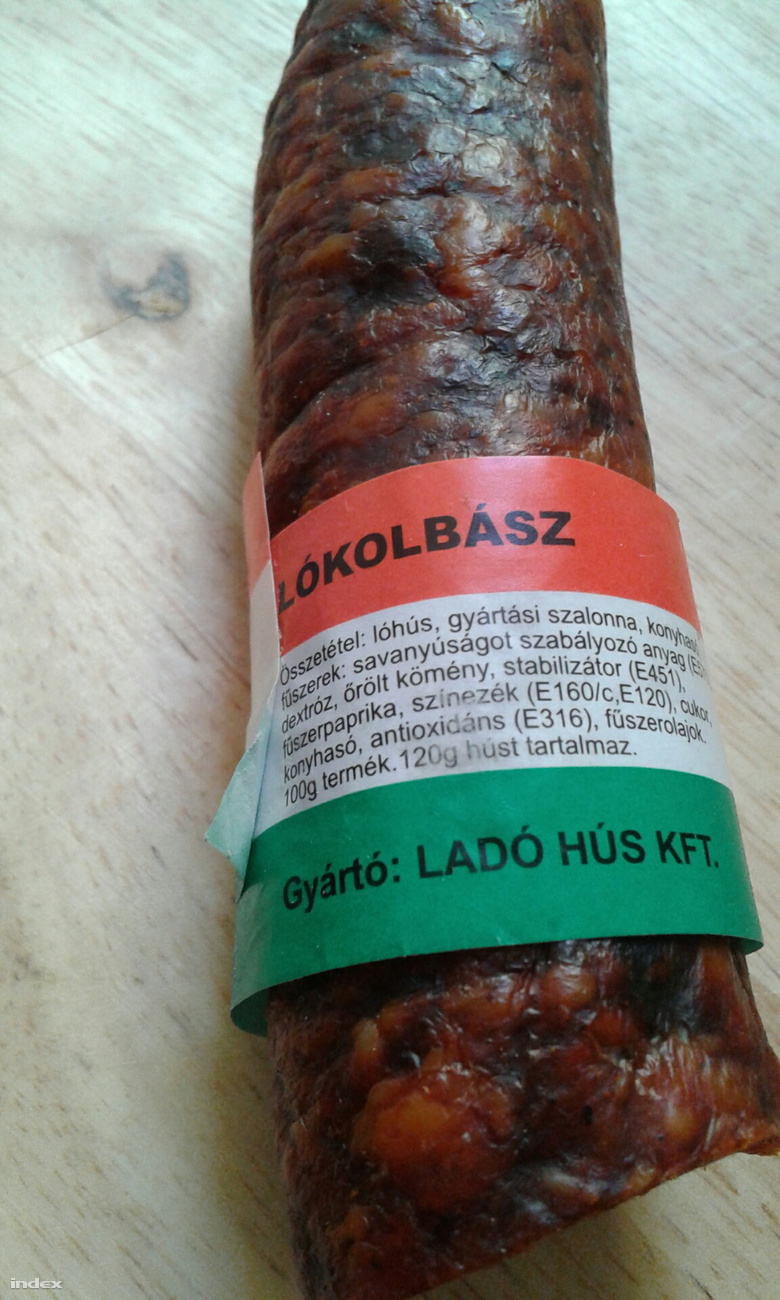 LÓKOLBÁSZ
Összetétel: lóhús, gyártási szalonna,
fűszerek: savanyúságot szabályozó anyag
dextróz, őrölt kömény, stabilizátor (E451),
fűszerpaprika, színezék (E160/c,E120), cukor,
konyhasó, antioxidáns (E316), fűszerolajok.
100g termék.120g húst tartalmaz.
Gyártó: LADÓ HÚS KFT.
index